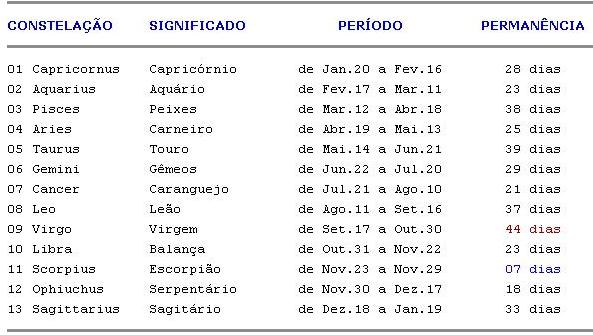 CONSTELAÇÃO SIGNIFICADO PERÍODO PERMANÊNCIA
01 Capricornus Capricórnio de Jan.20 a Fev.16 28 dias
02 Aquarius Aquário de Fev.17 a Mar.11 23 dias
03 Pisces Peixes de Mar.12 a Abr.18 38 dias
04 Aries Carneiro de Abr.19 a Mai.13 25 dias
05 Taurus Touro de Mai.14 a Jun.21 39 dias
06 Gemini Gêmeos de Jun.22 a Jul.20 29 dias
07 Cancer Caranguejo de Jul.21 a Ago.10 21 dias
08 Leo Leão de Ago.11 a Set.16 37 dias
09 Virgo Virgem de Set.17 a Out.30 44 dias
10 Libra Balança de Out.31 a Nov.22 23 dias
11 Scorpius Escorpião de Nov.23 a Nov.29 07 dias
12 Ophiuchus Serpentário de Nov.30 a Dez.17 18 dias
13 Sagittarius Sagitário de Dez.18 a Jan.19 33 dias